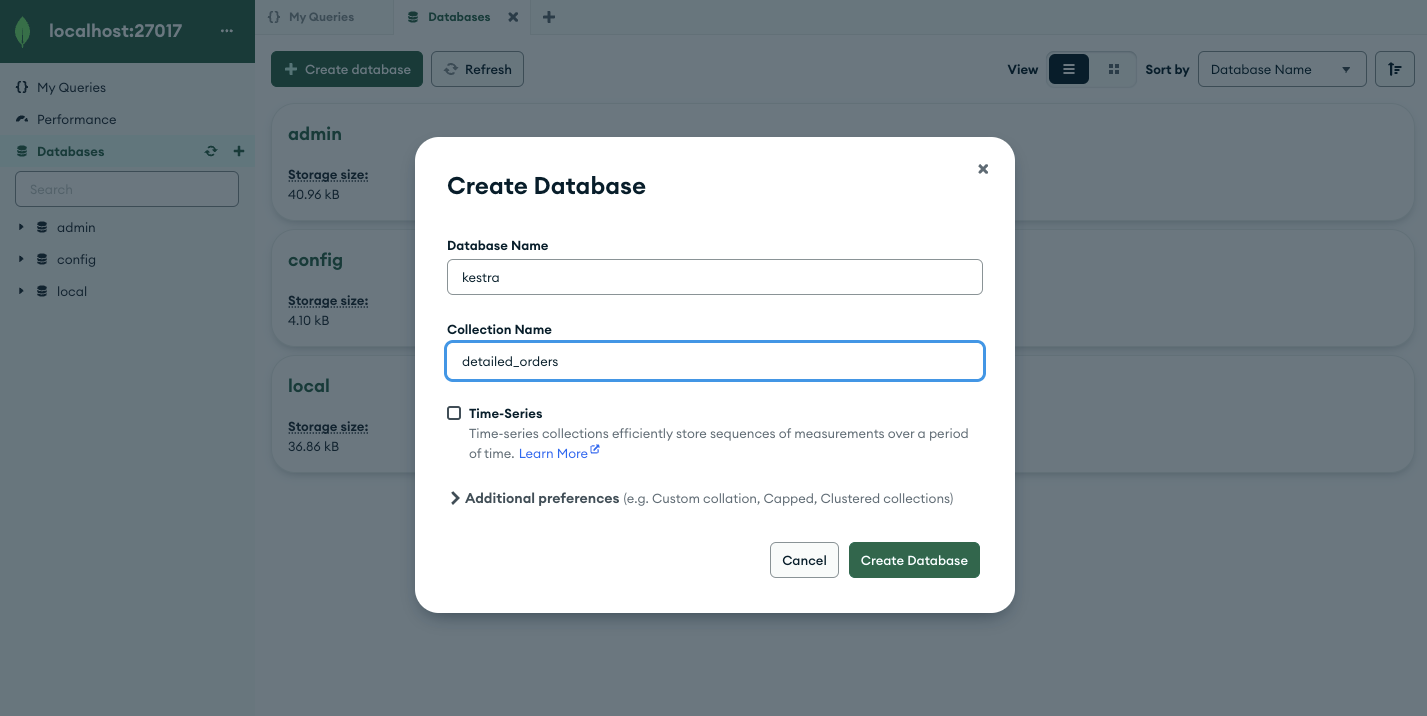 localhost:27017
My Queries
Databases
My Queries
Performance
Databases
Search
admin
config
local
Create database
Refresh
View
Sort by
Database Name
admin
Storage size:
40.96 kB
config
Storage size:
4.10 kB
local
Storage size:
36.86 kB
Create Database
Database Name
kestra
Collection Name
detailed_orders
Time-Series
Time-series collections efficiently store sequences of measurements over a period
of time. Learn More
Additional preferences (e.g. Custom collation, Capped, Clustered collections)
Cancel
Create Database